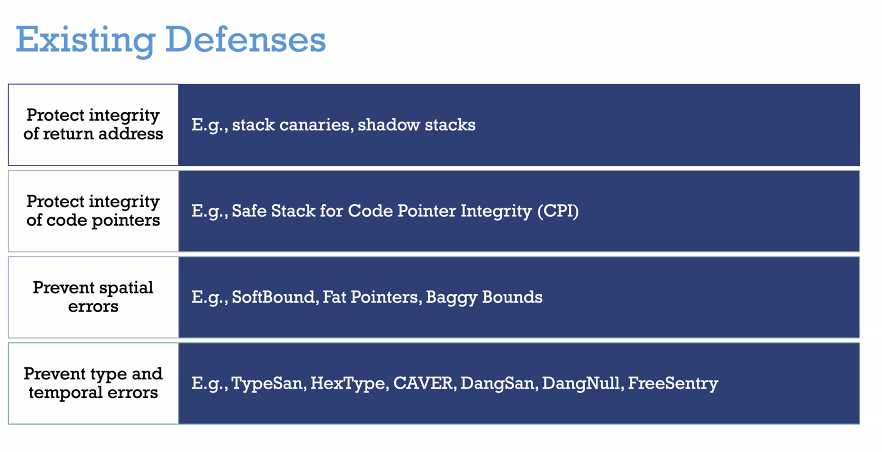 Existing Defenses
Protect integrity
of return address
E.g., stack canaries, shadow stacks
Protect integrity
of code pointers
E.g., Safe Stack for Code Pointer Integrity (CPI)
Prevent spatial
errors
E.g., SoftBound, Fat Pointers, Baggy Bounds
Prevent type and
temporal errors
E.g., TypeSan, HexType, CAVER, DangSan, DangNull, FreeSentry